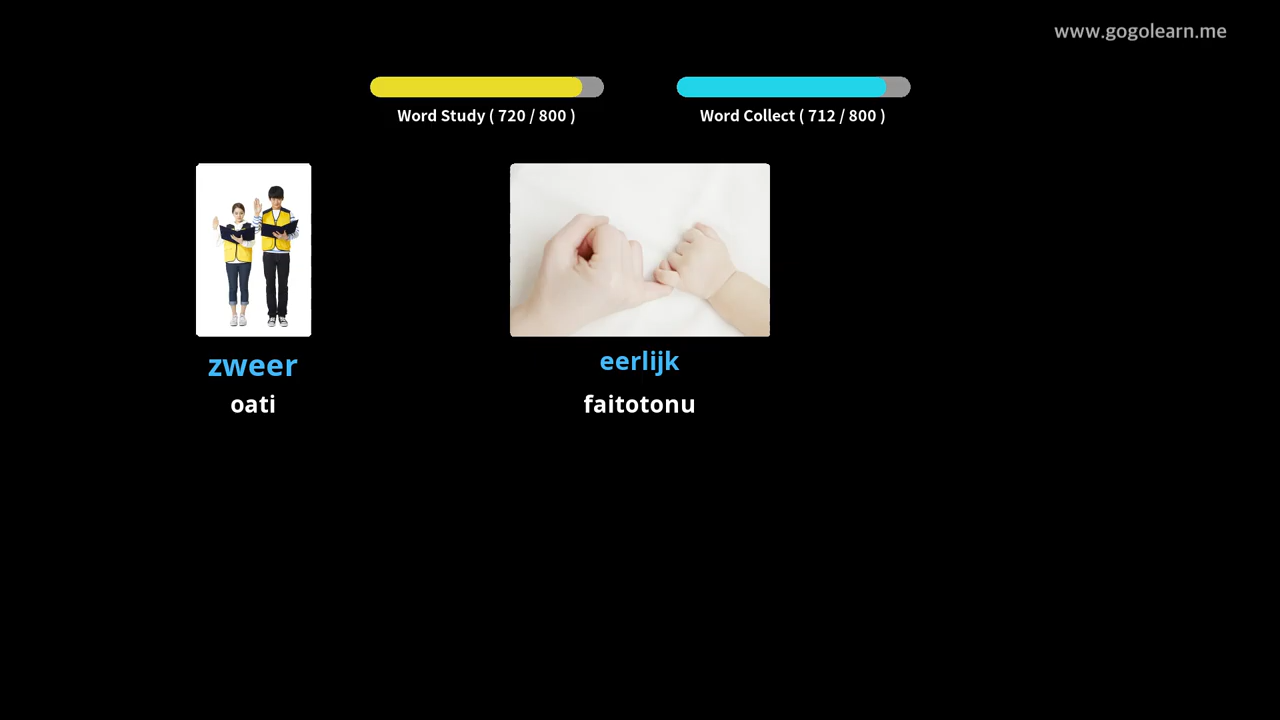 www.gogolearn.me
Word Study ( 720 / 800 )
Word Collect ( 712 / 800 )
zweer
oati
eerlijk
faitotonu